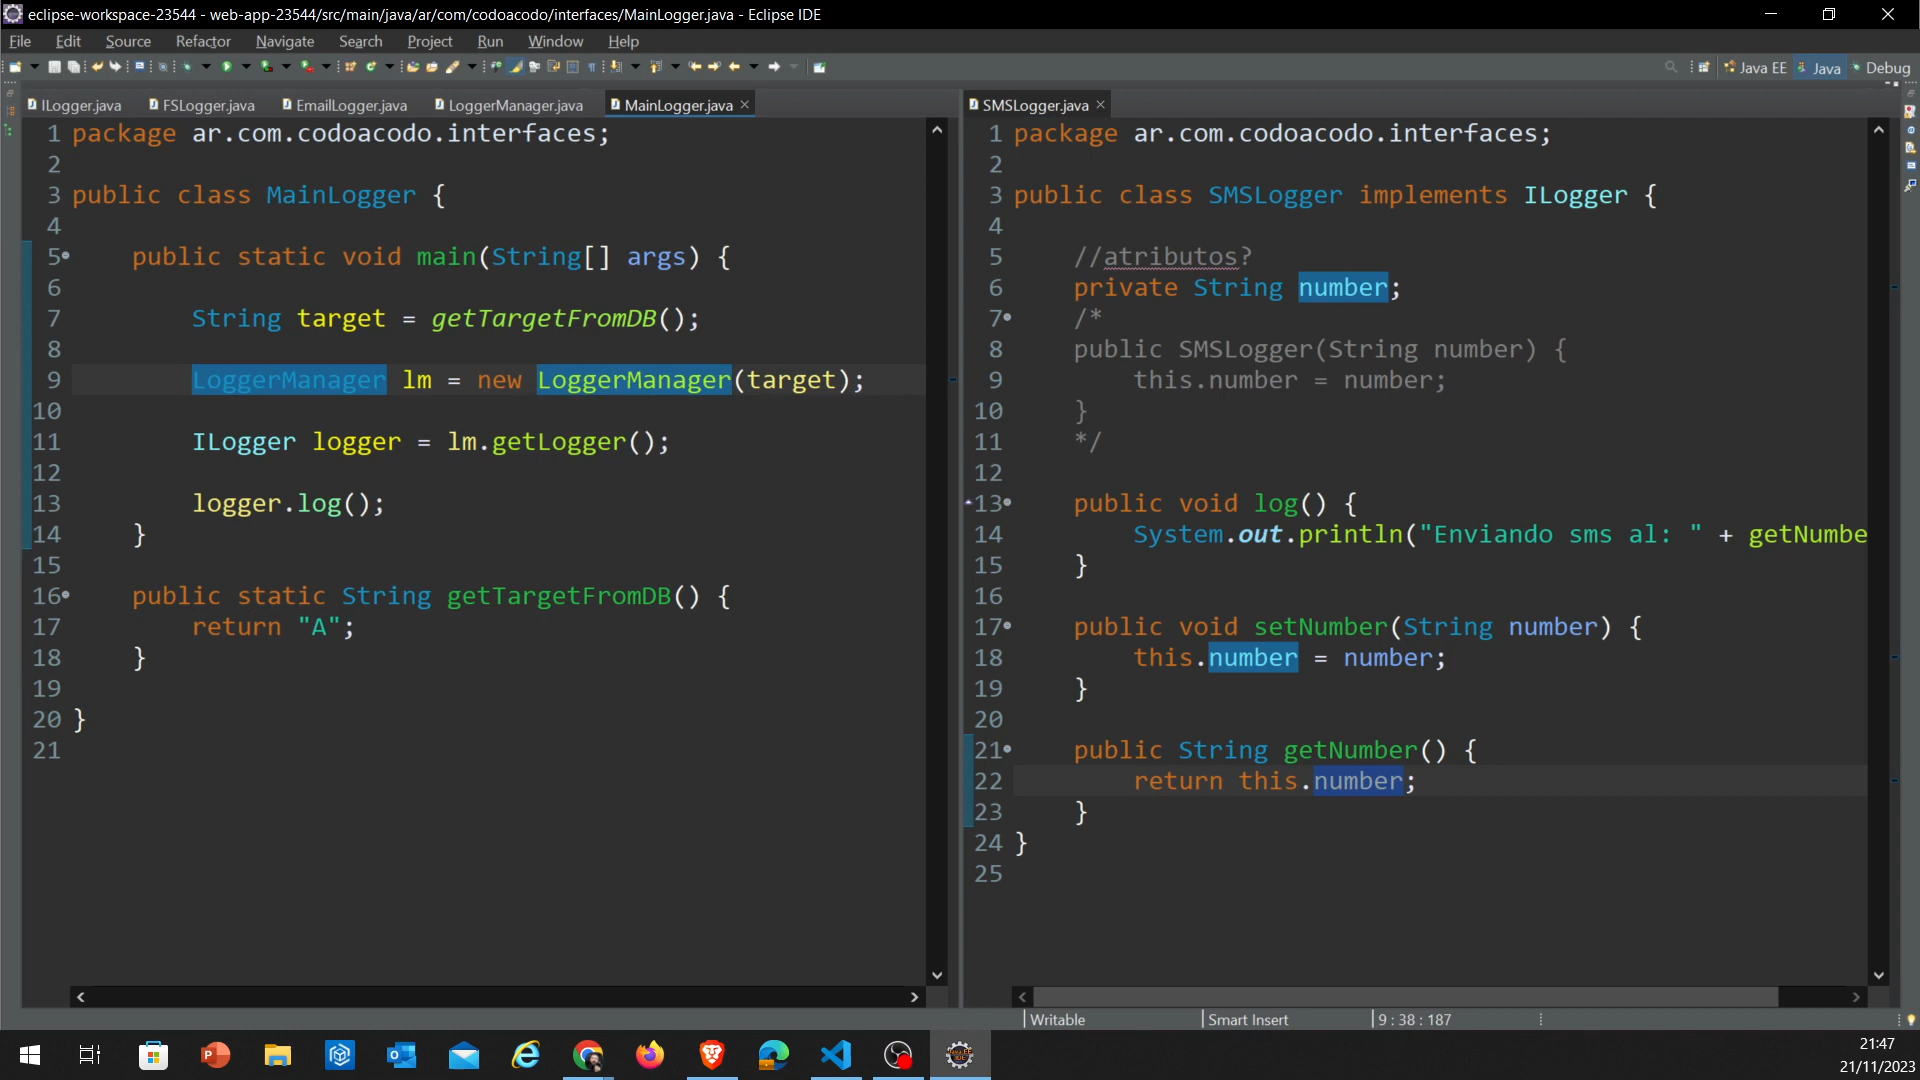 eclipse-workspace-23544 - web-app-23544/src/main/java/ar/com/codoacodo/interfaces/MainLogger.java - Eclipse IDE
File Edit Source Refactor Navigate Search Project Run Window Help
Java EE Java Debug
ILogger.java FSLogger.java EmailLogger.java LoggerManager.java MainLogger.java
1 package ar.com.codoacodo.interfaces;
2
3 public class MainLogger {
4
5 public static void main(String[] args) {
6
7 String target = getTargetFromDB();
8
9 LoggerManager lm = new LoggerManager(target);
10
11 ILogger logger = lm.getLogger();
12
13 logger.log();
14 }
15
16 public static String getTargetFromDB() {
17 return "A";
18 }
19
20 }
21
SMSLogger.java
1 package ar.com.codoacodo.interfaces;
2
3 public class SMSLogger implements ILogger {
4
5 //atributos?
6 private String number;
7 /*
8 public SMSLogger(String number) {
9 this.number = number;
10 }
11 */
12
13 public void log() {
14 System.out.println("Enviando sms al: " + getNumbe
15 }
16
17 public void setNumber(String number) {
18 this.number = number;
19 }
20
21 public String getNumber() {
22 return this.number;
23 }
24 }
25
Writable Smart Insert 9 : 38 : 187
21:47
21/11/2023